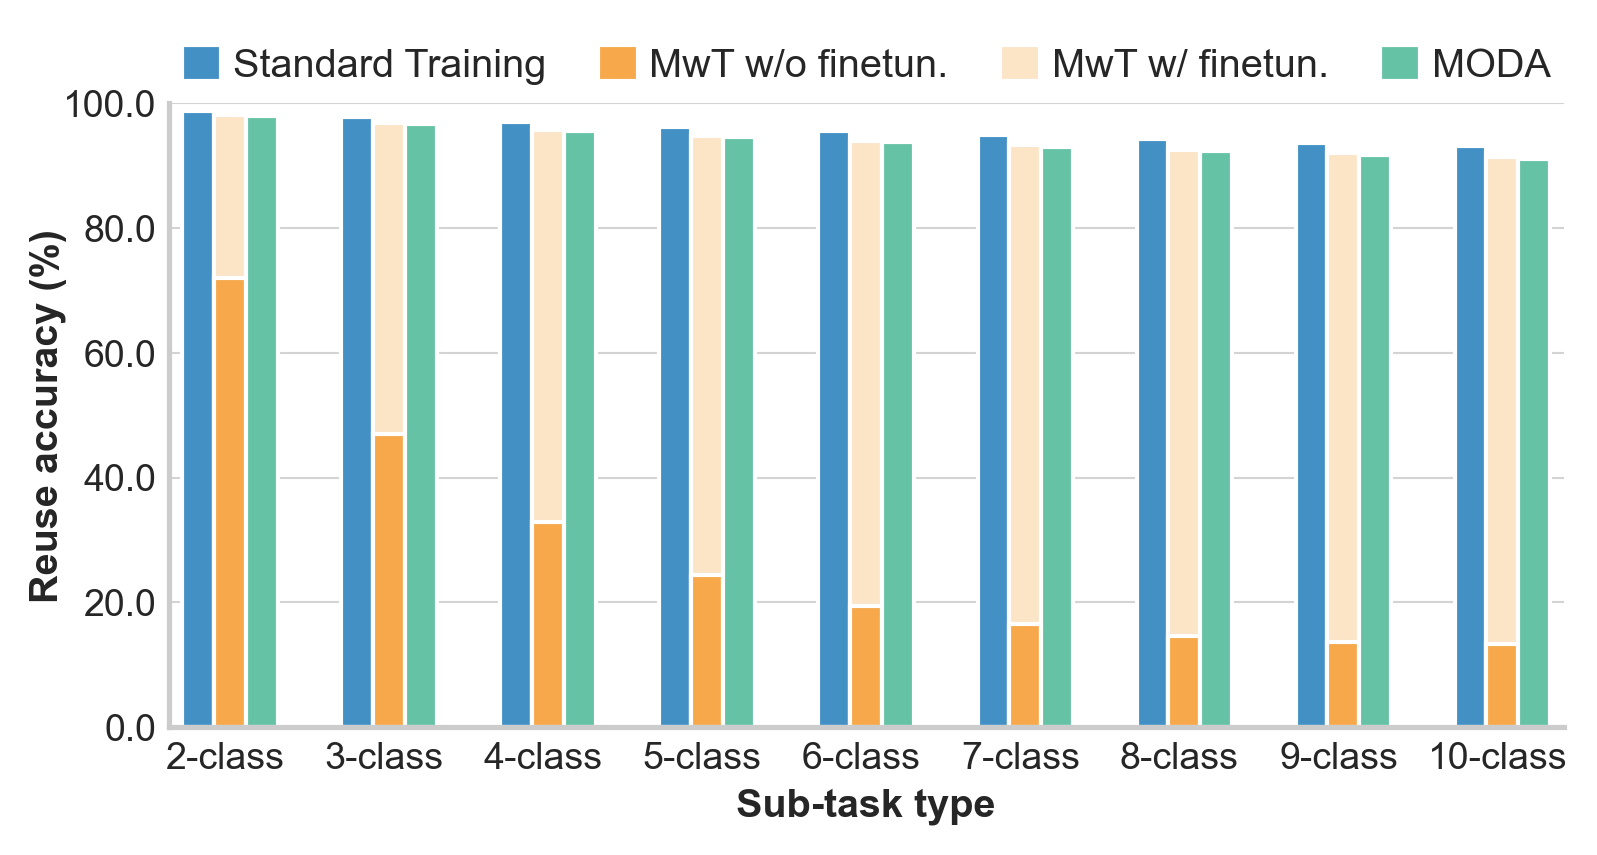 Standard Training MwT w/o finetun. MwT w/ finetun. MODA
100.0
80.0
60.0
40.0
20.0
0.0
Reuse accuracy (%)
2-class 3-class 4-class 5-class 6-class 7-class 8-class 9-class 10-class
Sub-task type